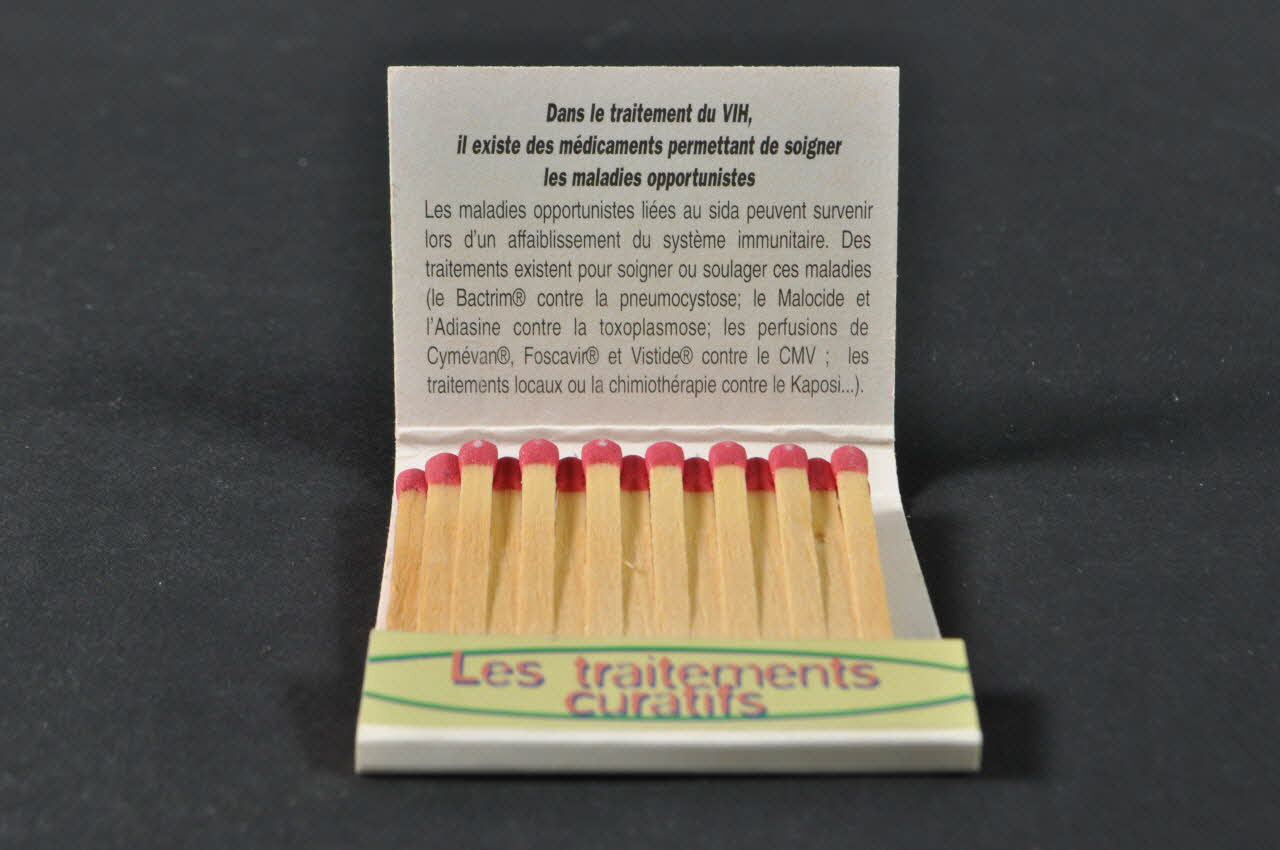 Dans le traitement du VIH,
il existe des médicaments permettant de soigner
les maladies opportunistes
Les maladies opportunistes liées au sida peuvent survenir
lors d'un affaiblissement du système immunitaire. Des
traitements existent pour soigner ou soulager ces maladies
(le Bactrim® contre la pneumocystose; le Malocide et
l'Adiasine contre la toxoplasmose; les perfusions de
Cymévan®, Foscavir® et Vistide® contre le CMV ; les
traitements locaux ou la chimiothérapie contre le Kaposi...).
Les traitements
curatifs